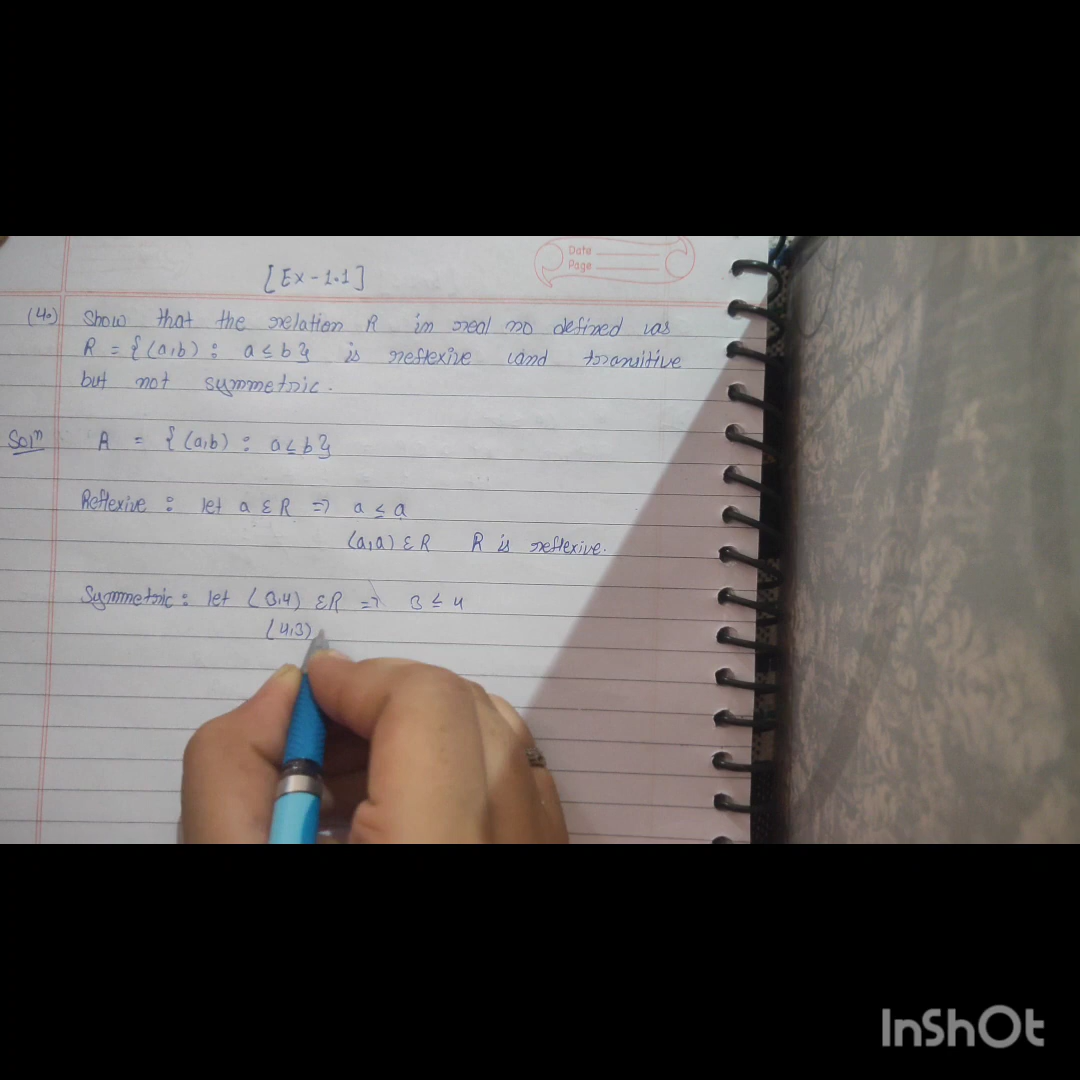 Date
Page
[Ex-1.1]
(4.) Show that the relation R in real no defined as
R = {(a,b) : a ≤ b} is reflexive and transitive
but not symmetric.
Solⁿ R = {(a,b) : a ≤ b}
Reflexive : let a ε R ⇒ a ≤ a
(a,a) ε R R is reflexive.
Symmetric : let (3,4) ε R ⇒ 3 ≤ 4
(4,3)
InShOt